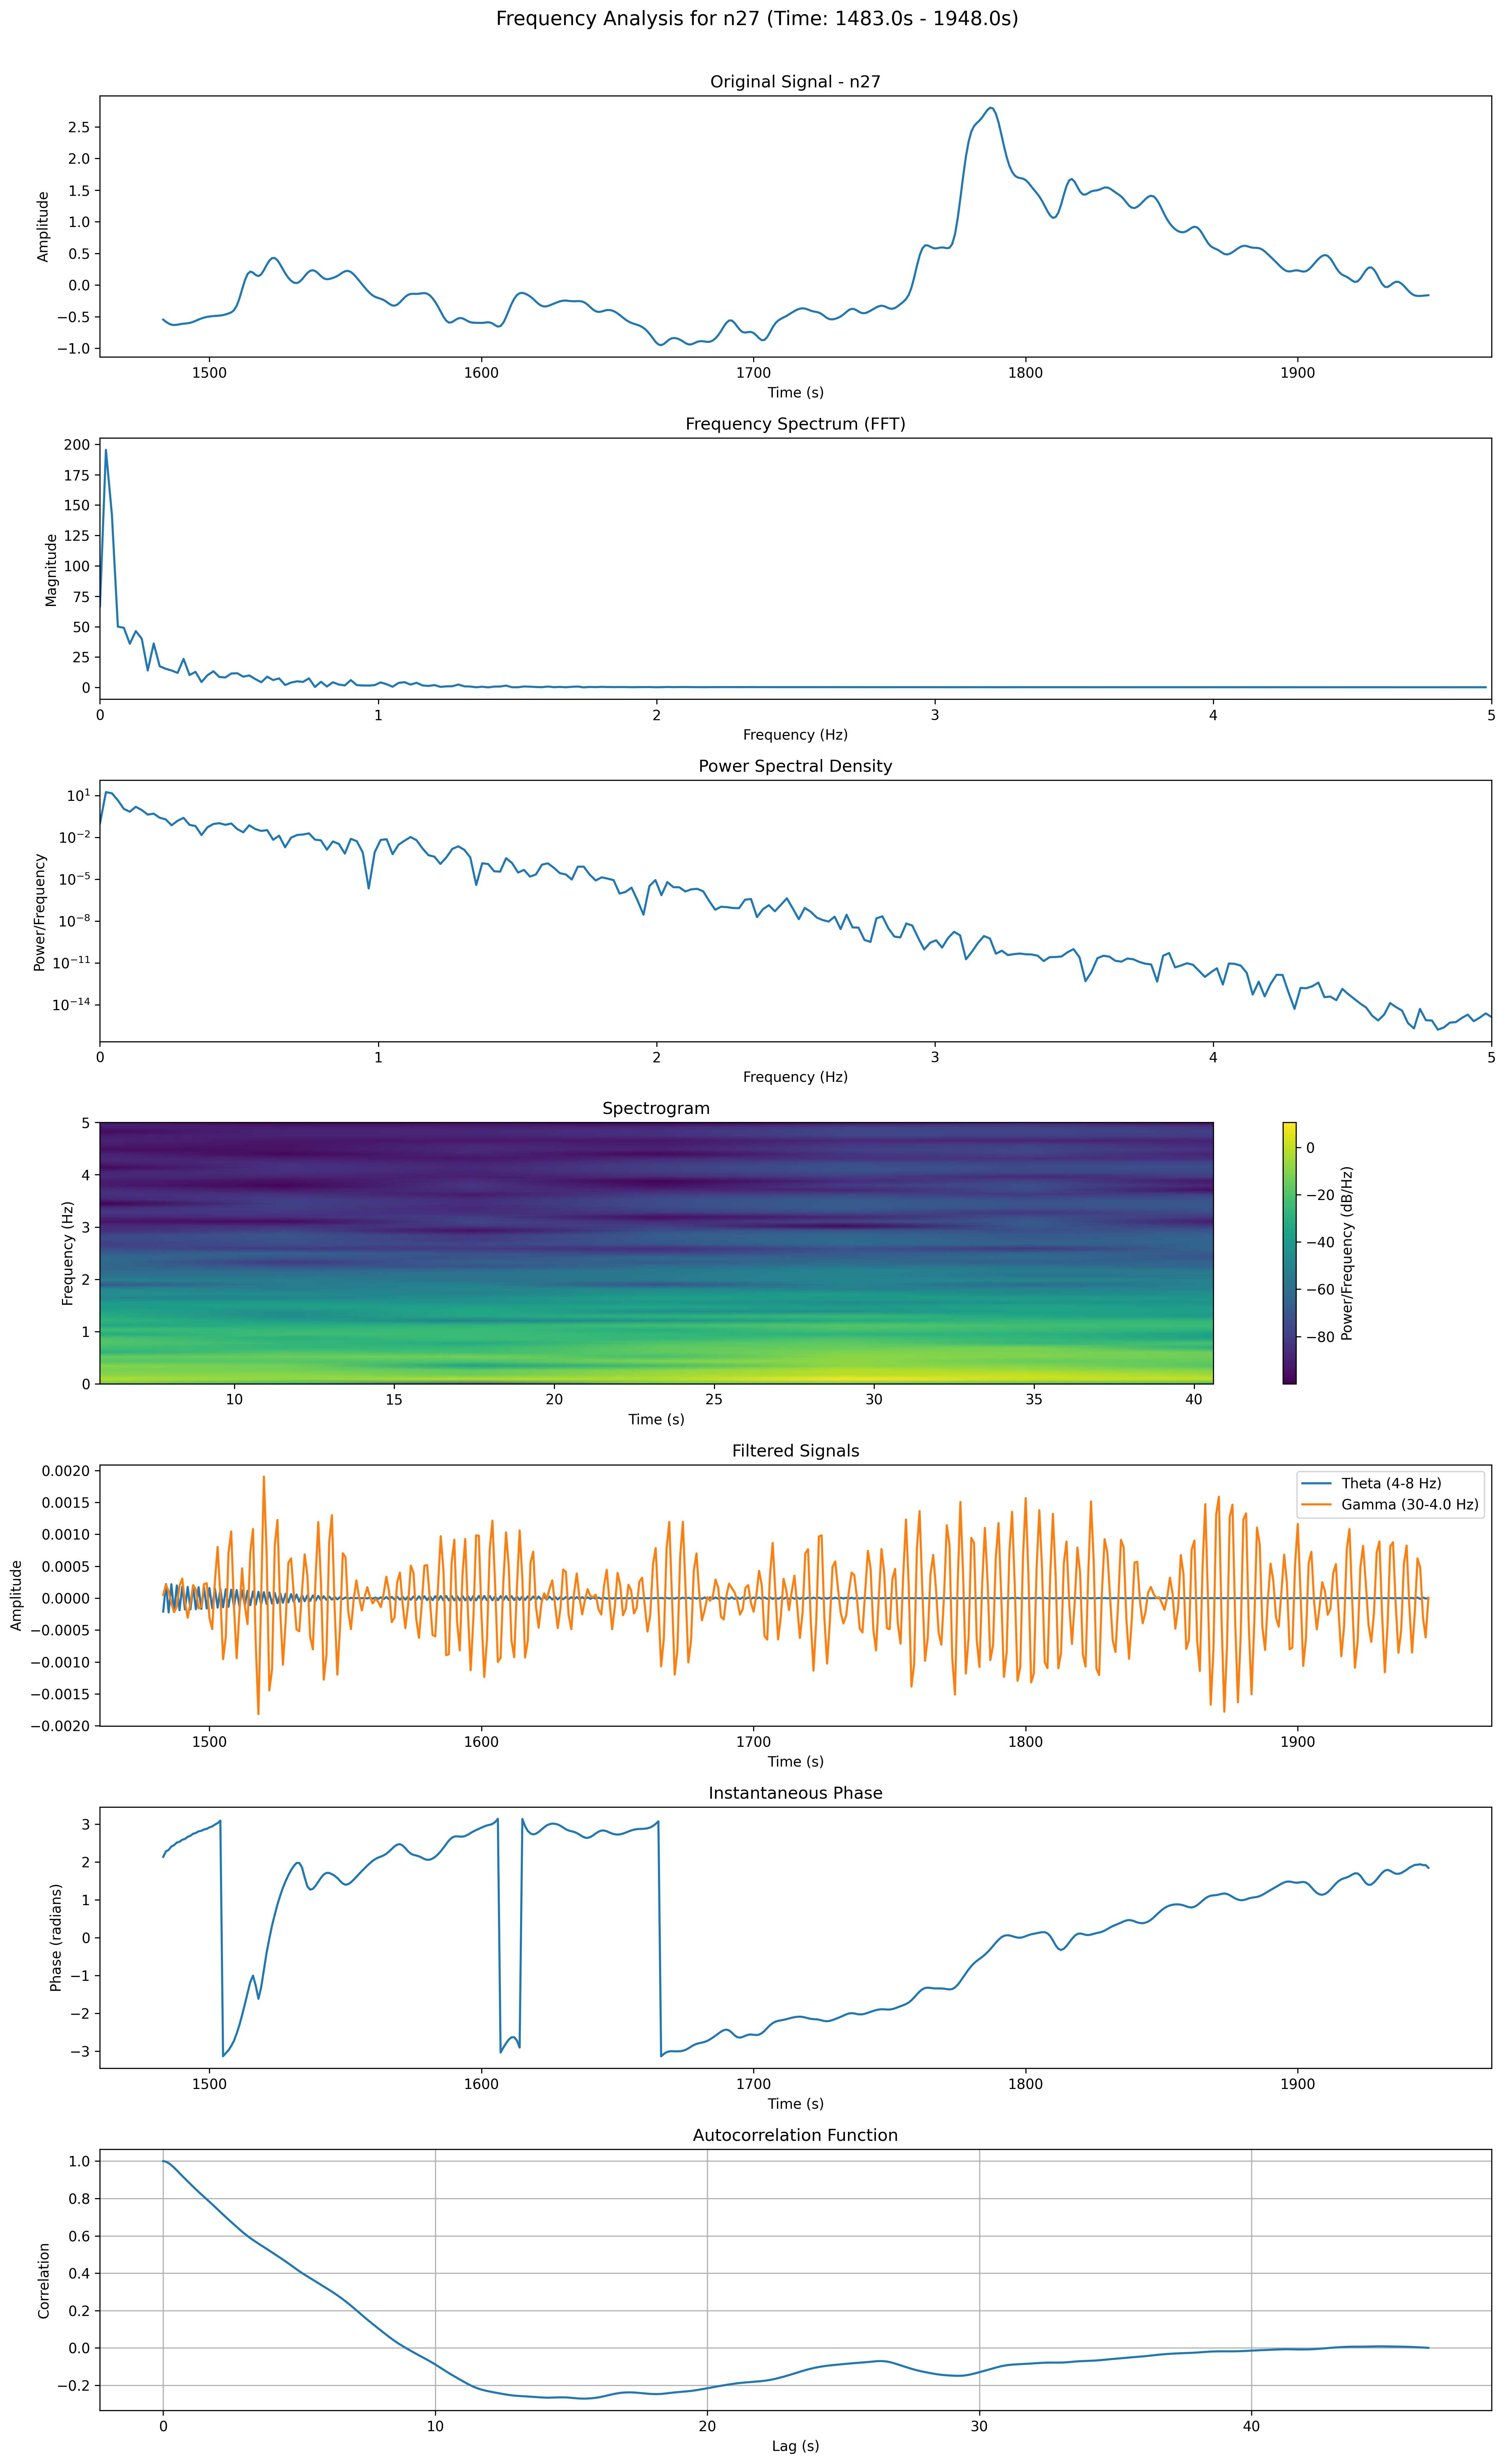 Frequency Analysis for n27 (Time: 1483.0s - 1948.0s)
Original Signal - n27
Amplitude
2.5
2.0
1.5
1.0
0.5
0.0
−0.5
−1.0
1500 1600 1700 1800 1900
Time (s)
Frequency Spectrum (FFT)
Magnitude
200
175
150
125
100
75
50
25
0
0 1 2 3 4 5
Frequency (Hz)
Power Spectral Density
Power/Frequency
10¹
10⁻²
10⁻⁵
10⁻⁸
10⁻¹¹
10⁻¹⁴
0 1 2 3 4 5
Frequency (Hz)
Spectrogram
Frequency (Hz)
5
4
3
2
1
0
10 15 20 25 30 35 40
Time (s)
0
−20
−40
−60
−80
Power/Frequency (dB/Hz)
Filtered Signals
Amplitude
0.0020
0.0015
0.0010
0.0005
0.0000
−0.0005
−0.0010
−0.0015
−0.0020
Theta (4-8 Hz)
Gamma (30-4.0 Hz)
1500 1600 1700 1800 1900
Time (s)
Instantaneous Phase
Phase (radians)
3
2
1
0
−1
−2
−3
1500 1600 1700 1800 1900
Time (s)
Autocorrelation Function
Correlation
1.0
0.8
0.6
0.4
0.2
0.0
−0.2
0 10 20 30 40
Lag (s)